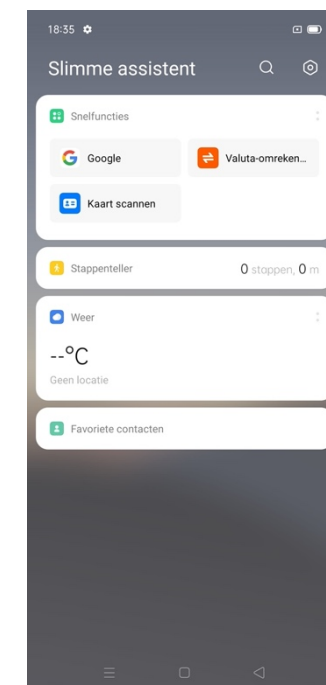 18:35
Slimme assistent
Snelfuncties
Google
Valuta-omreken...
Kaart scannen
Stappenteller
0 stappen, 0 m
Weer
--°C
Geen locatie
Favoriete contacten